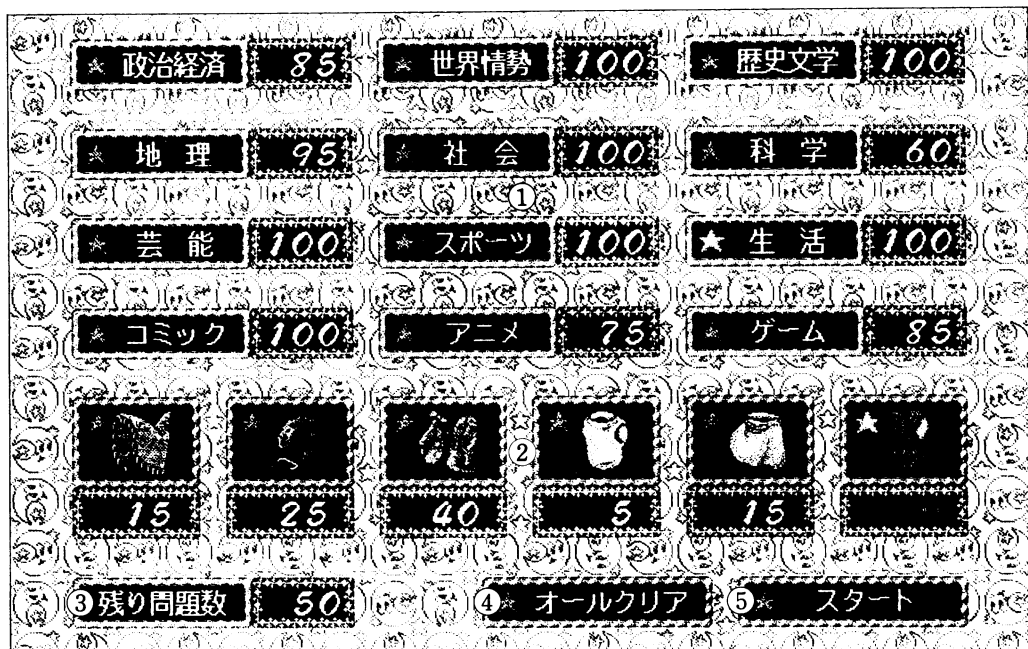 ★ 政治経済 85 ★ 世界情勢 100 ★ 歴史文学 100
★ 地理 95 ★ 社会 100 ★ 科学 60
①
★ 芸能 100 ★ スポーツ 100 ★ 生活 100
★ コミック 100 ★ アニメ 75 ★ ゲーム 85
②
15 25 40 5 15
③残り問題数 50 ④★ オールクリア ⑤★ スタート